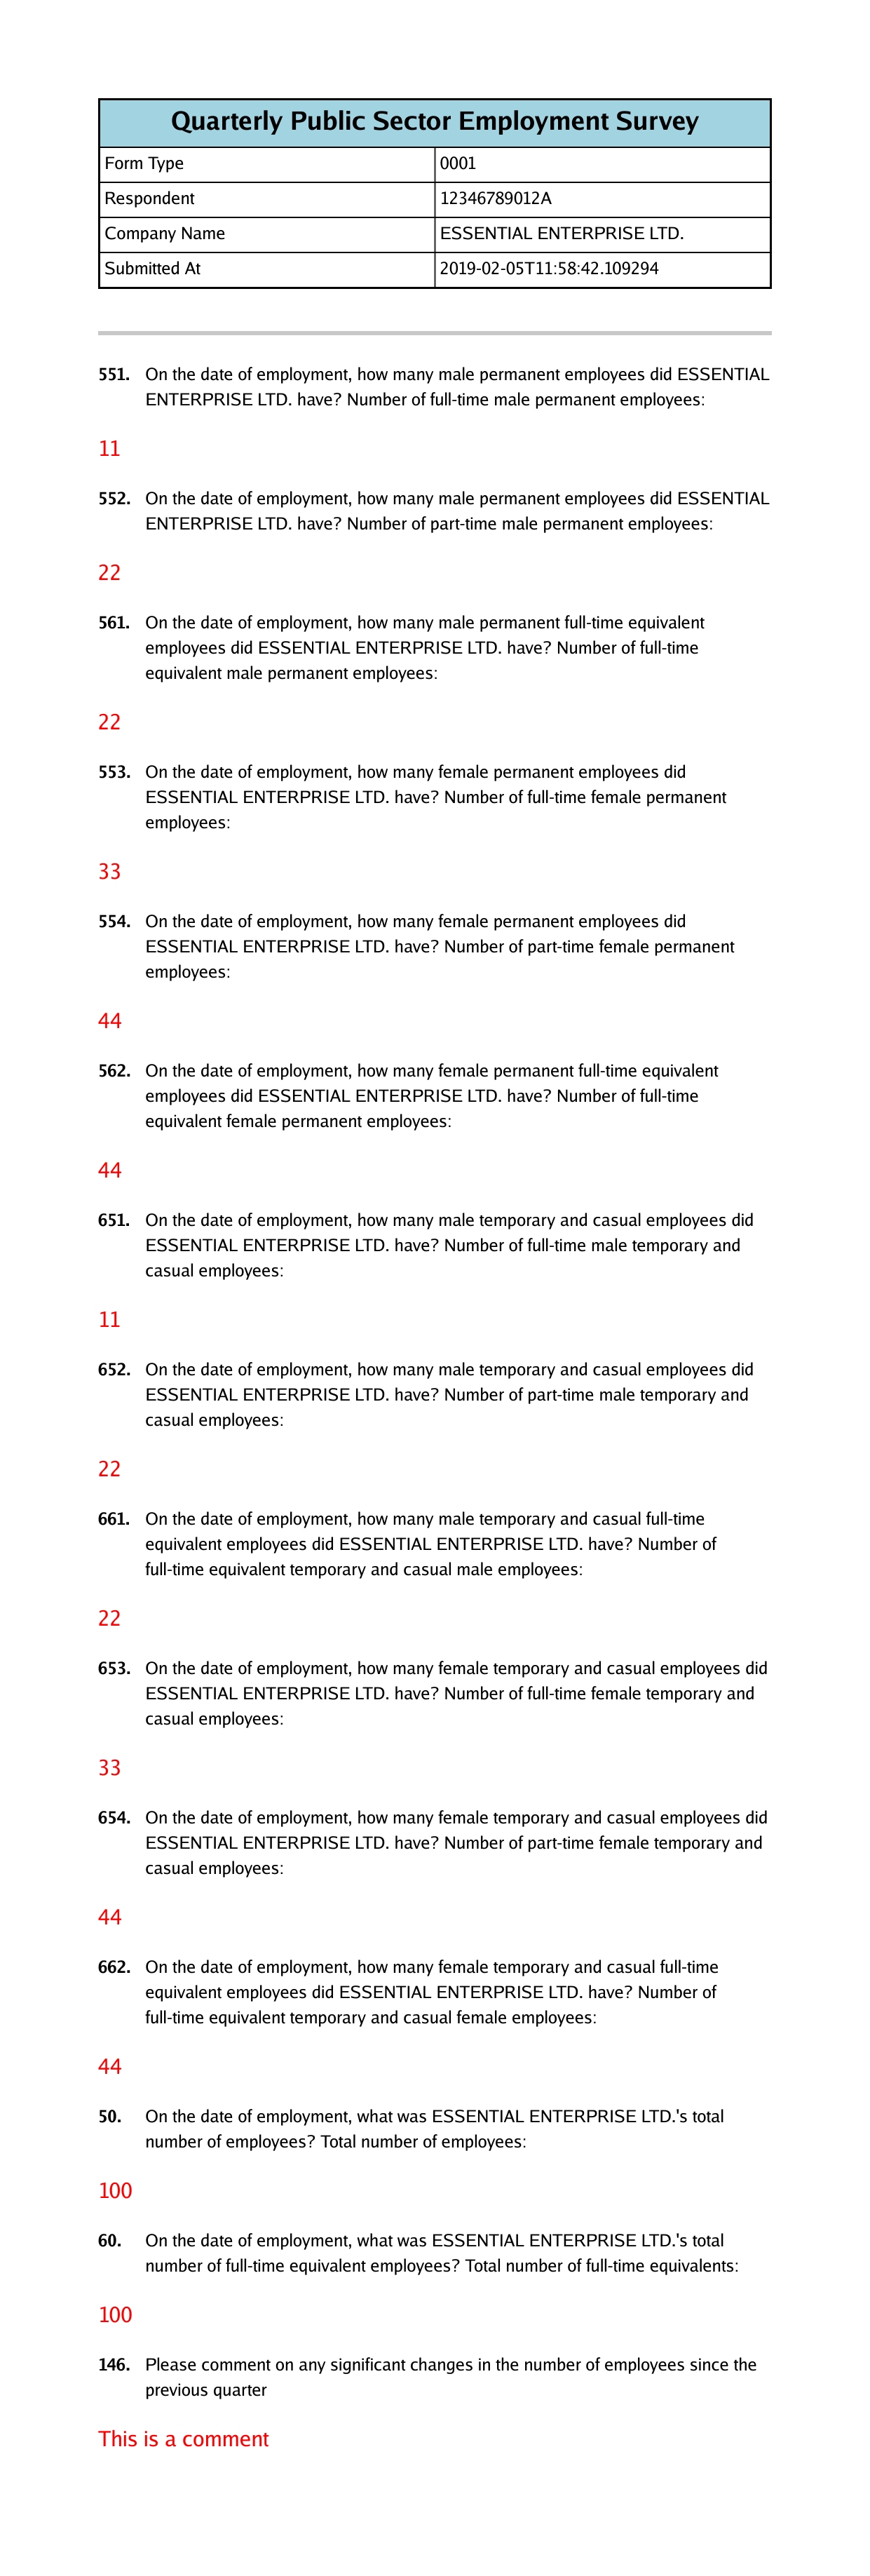 Quarterly Public Sector Employment Survey
Form Type 0001
Respondent 12346789012A
Company Name ESSENTIAL ENTERPRISE LTD.
Submitted At 2019-02-05T11:58:42.109294
551. On the date of employment, how many male permanent employees did ESSENTIAL
ENTERPRISE LTD. have? Number of full-time male permanent employees:
11
552. On the date of employment, how many male permanent employees did ESSENTIAL
ENTERPRISE LTD. have? Number of part-time male permanent employees:
22
561. On the date of employment, how many male permanent full-time equivalent
employees did ESSENTIAL ENTERPRISE LTD. have? Number of full-time
equivalent male permanent employees:
22
553. On the date of employment, how many female permanent employees did
ESSENTIAL ENTERPRISE LTD. have? Number of full-time female permanent
employees:
33
554. On the date of employment, how many female permanent employees did
ESSENTIAL ENTERPRISE LTD. have? Number of part-time female permanent
employees:
44
562. On the date of employment, how many female permanent full-time equivalent
employees did ESSENTIAL ENTERPRISE LTD. have? Number of full-time
equivalent female permanent employees:
44
651. On the date of employment, how many male temporary and casual employees did
ESSENTIAL ENTERPRISE LTD. have? Number of full-time male temporary and
casual employees:
11
652. On the date of employment, how many male temporary and casual employees did
ESSENTIAL ENTERPRISE LTD. have? Number of part-time male temporary and
casual employees:
22
661. On the date of employment, how many male temporary and casual full-time
equivalent employees did ESSENTIAL ENTERPRISE LTD. have? Number of
full-time equivalent temporary and casual male employees:
22
653. On the date of employment, how many female temporary and casual employees did
ESSENTIAL ENTERPRISE LTD. have? Number of full-time female temporary and
casual employees:
33
654. On the date of employment, how many female temporary and casual employees did
ESSENTIAL ENTERPRISE LTD. have? Number of part-time female temporary and
casual employees:
44
662. On the date of employment, how many female temporary and casual full-time
equivalent employees did ESSENTIAL ENTERPRISE LTD. have? Number of
full-time equivalent temporary and casual female employees:
44
50. On the date of employment, what was ESSENTIAL ENTERPRISE LTD.'s total
number of employees? Total number of employees:
100
60. On the date of employment, what was ESSENTIAL ENTERPRISE LTD.'s total
number of full-time equivalent employees? Total number of full-time equivalents:
100
146. Please comment on any significant changes in the number of employees since the
previous quarter
This is a comment